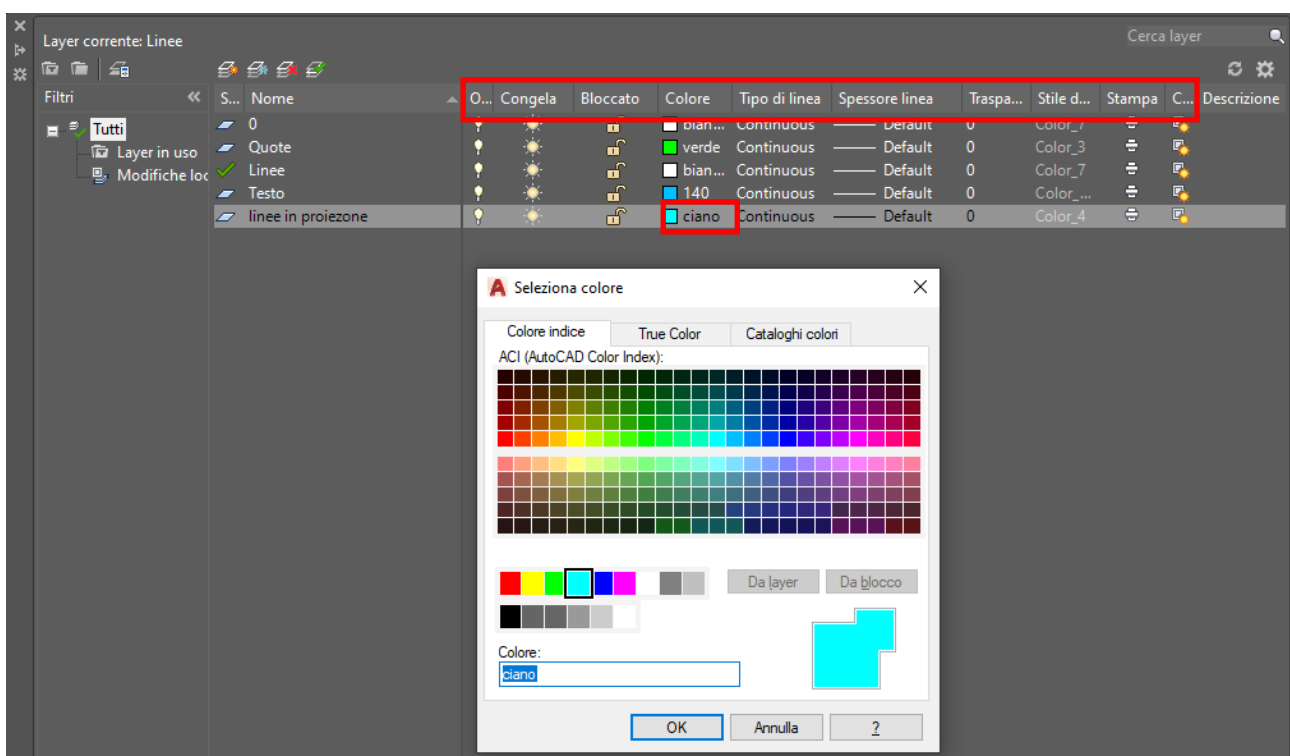 Layer corrente: Linee
Cerca layer
Filtri
S... Nome O... Congela Bloccato Colore Tipo di linea Spessore linea Traspa... Stile d... Stampa C... Descrizione
Tutti
Layer in uso
Modifiche loc
0 bian... Continuous Default 0 Color_7
Quote verde Continuous Default 0 Color_3
Linee bian... Continuous Default 0 Color_7
Testo 140 Continuous Default 0 Color_...
linee in proiezone ciano Continuous Default 0 Color_4
A Seleziona colore
Colore indice True Color Cataloghi colori
ACI (AutoCAD Color Index):
Da layer Da blocco
Colore:
ciano
OK Annulla ?